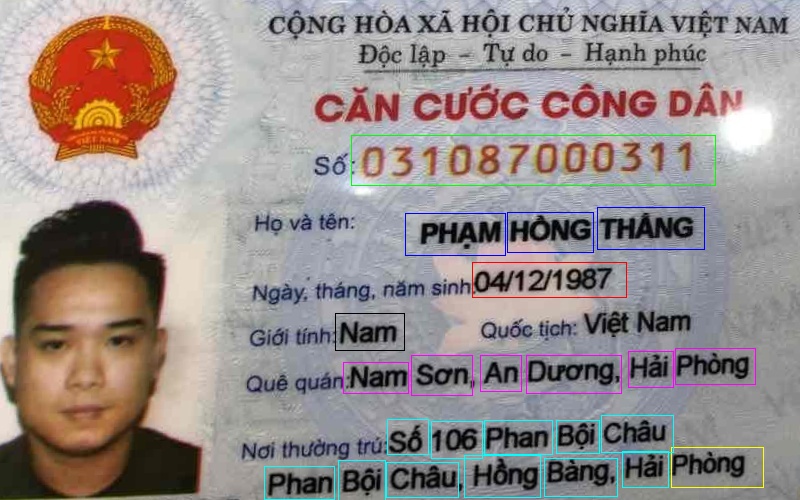 CỘNG HÒA XÃ HỘI CHỦ NGHĨA VIỆT NAM
Độc lập - Tự do - Hạnh phúc
CĂN CƯỚC CÔNG DÂN
Số: 031087000311
Họ và tên: PHẠM HỒNG THĂNG
Ngày, tháng, năm sinh: 04/12/1987
Giới tính: Nam Quốc tịch: Việt Nam
Quê quán: Nam Sơn, An Dương, Hải Phòng
Nơi thường trú: Số 106 Phan Bội Châu
Phan Bội Châu, Hồng Bàng, Hải Phòng